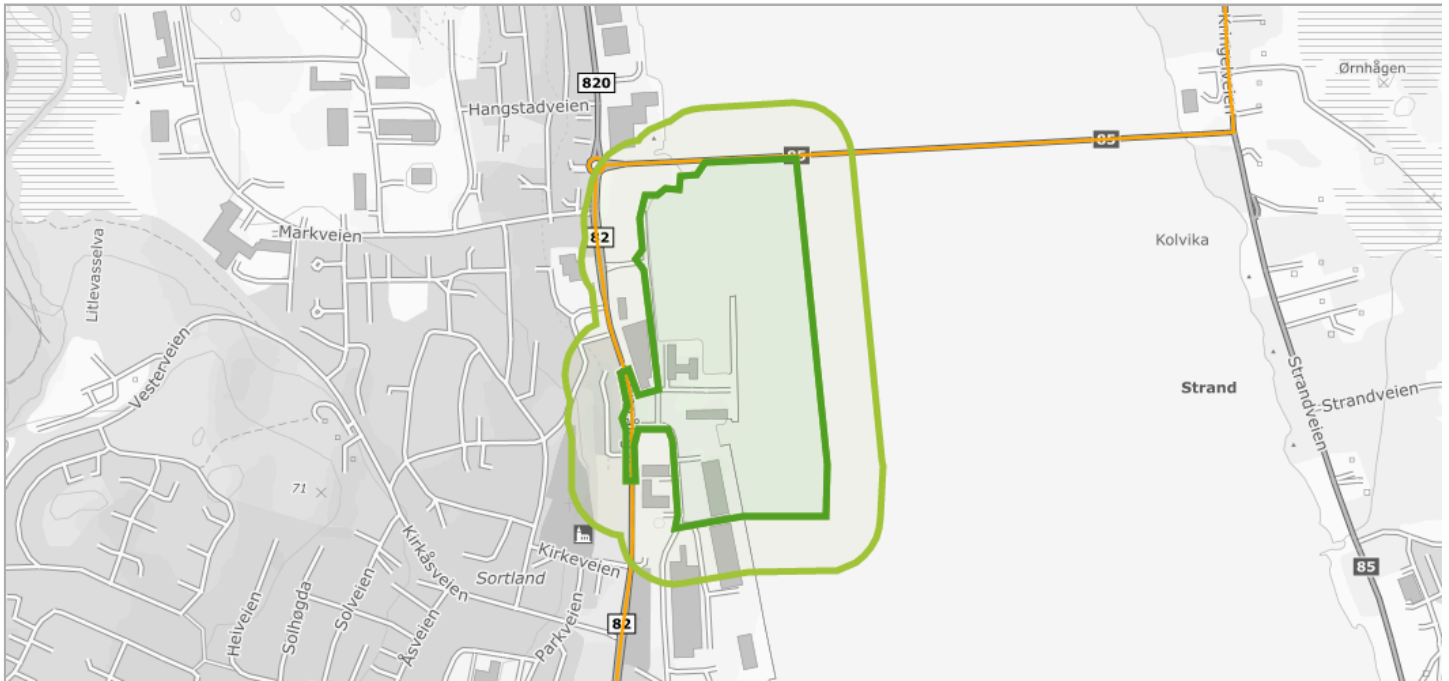 Kringelveien
Ørnhågen
820
Hangstadveien
85
85
Markveien
82
Kolvika
Litlevasselva
Vesterveien
Strandveien
Strand
Strandveien
71
Kirkåsveien
Kirkeveien
Sortland
85
Heiveien
Solhøgda
Solveien
Åsveien
Parkveien
82